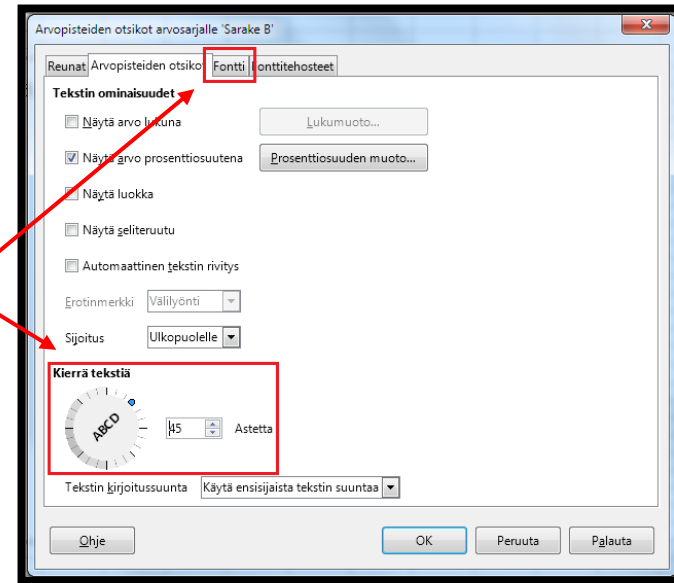 Arvopisteiden otsikot arvosarjalle 'Sarake B'
Reunat Arvopisteiden otsikot Fontti Fonttitehosteet
Tekstin ominaisuudet
Näytä arvo lukuna Lukumuoto...
Näytä arvo prosenttiosuutena Prosenttiosuuden muoto...
Näytä luokka
Näytä seliteruutu
Automaattinen tekstin rivitys
Erotinmerkki Välilyönti
Sijoitus Ulkopuolelle
Kierrä tekstiä
ABCD 45 Astetta
Tekstin kirjoitussuunta Käytä ensisijaista tekstin suuntaa
Ohje OK Peruuta Palauta